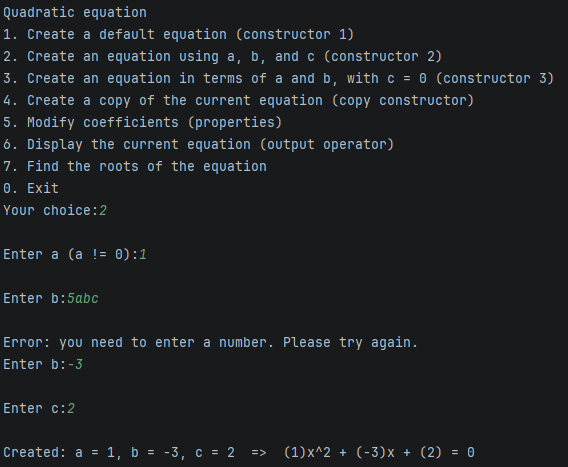 Quadratic equation
1. Create a default equation (constructor 1)
2. Create an equation using a, b, and c (constructor 2)
3. Create an equation in terms of a and b, with c = 0 (constructor 3)
4. Create a copy of the current equation (copy constructor)
5. Modify coefficients (properties)
6. Display the current equation (output operator)
7. Find the roots of the equation
0. Exit
Your choice:2
Enter a (a != 0):1
Enter b:5abc
Error: you need to enter a number. Please try again.
Enter b:-3
Enter c:2
Created: a = 1, b = -3, c = 2  =>  (1)x^2 + (-3)x + (2) = 0